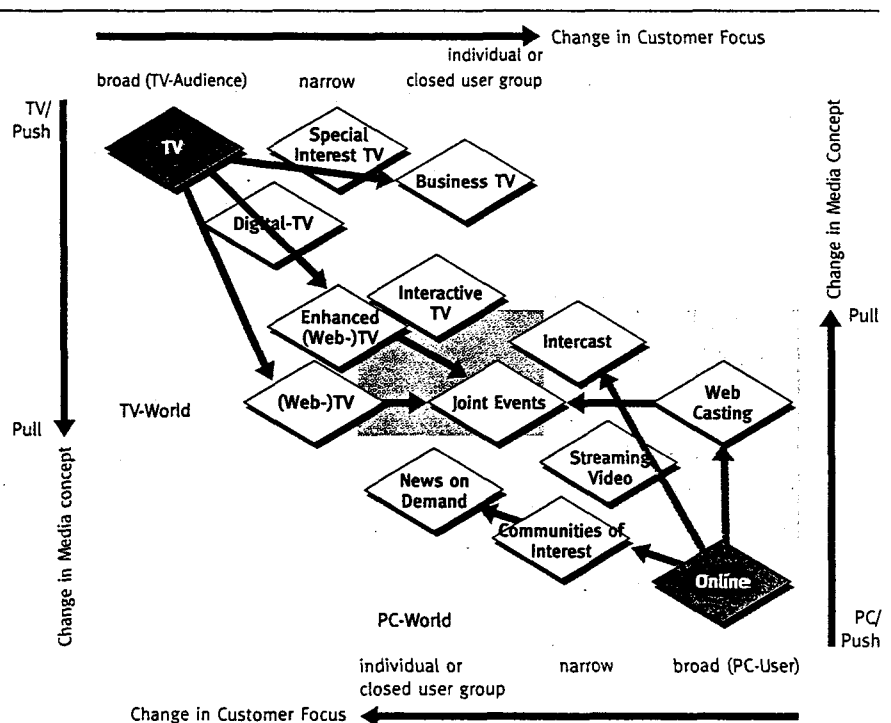 Change in Customer Focus
individual or
closed user group
broad (TV-Audience)
narrow
TV/
Push
TV
Special
Interest TV
Business TV
Digital-TV
Change in Media Concept
Interactive
TV
Enhanced
(Web-)TV
Pull
Intercast
(Web-)TV
Joint Events
Web
Casting
TV-World
Pull
Streaming
Video
News on
Demand
Communities of
Interest
Online
Change in Media concept
PC-World
PC/
Push
individual or
closed user group
narrow
broad (PC-User)
Change in Customer Focus